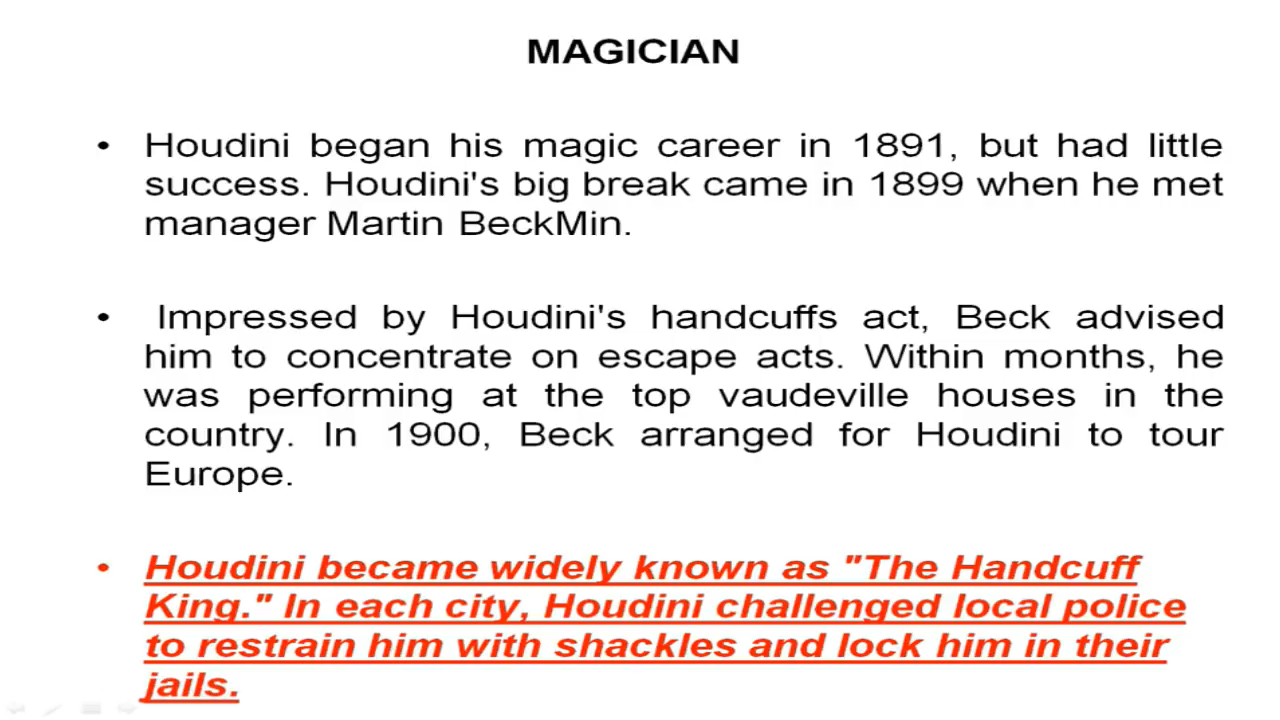 MAGICIAN
• Houdini began his magic career in 1891, but had little
success. Houdini's big break came in 1899 when he met
manager Martin BeckMin.
• Impressed by Houdini's handcuffs act, Beck advised
him to concentrate on escape acts. Within months, he
was performing at the top vaudeville houses in the
country. In 1900, Beck arranged for Houdini to tour
Europe.
• Houdini became widely known as "The Handcuff
King." In each city, Houdini challenged local police
to restrain him with shackles and lock him in their
jails.